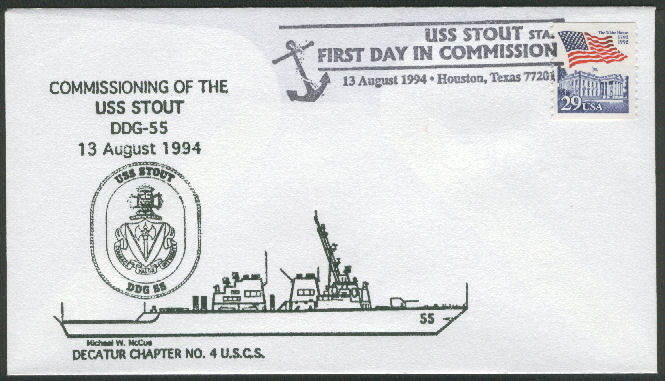 USS STOUT STA.
FIRST DAY IN COMMISSION
13 August 1994 • Houston, Texas 77201
The White House
1792
1992
29 USA
COMMISSIONING OF THE
USS STOUT
DDG-55
13 August 1994
USS STOUT
DDG 55
55
Michael W. McCue
DECATUR CHAPTER NO. 4 U.S.C.S.